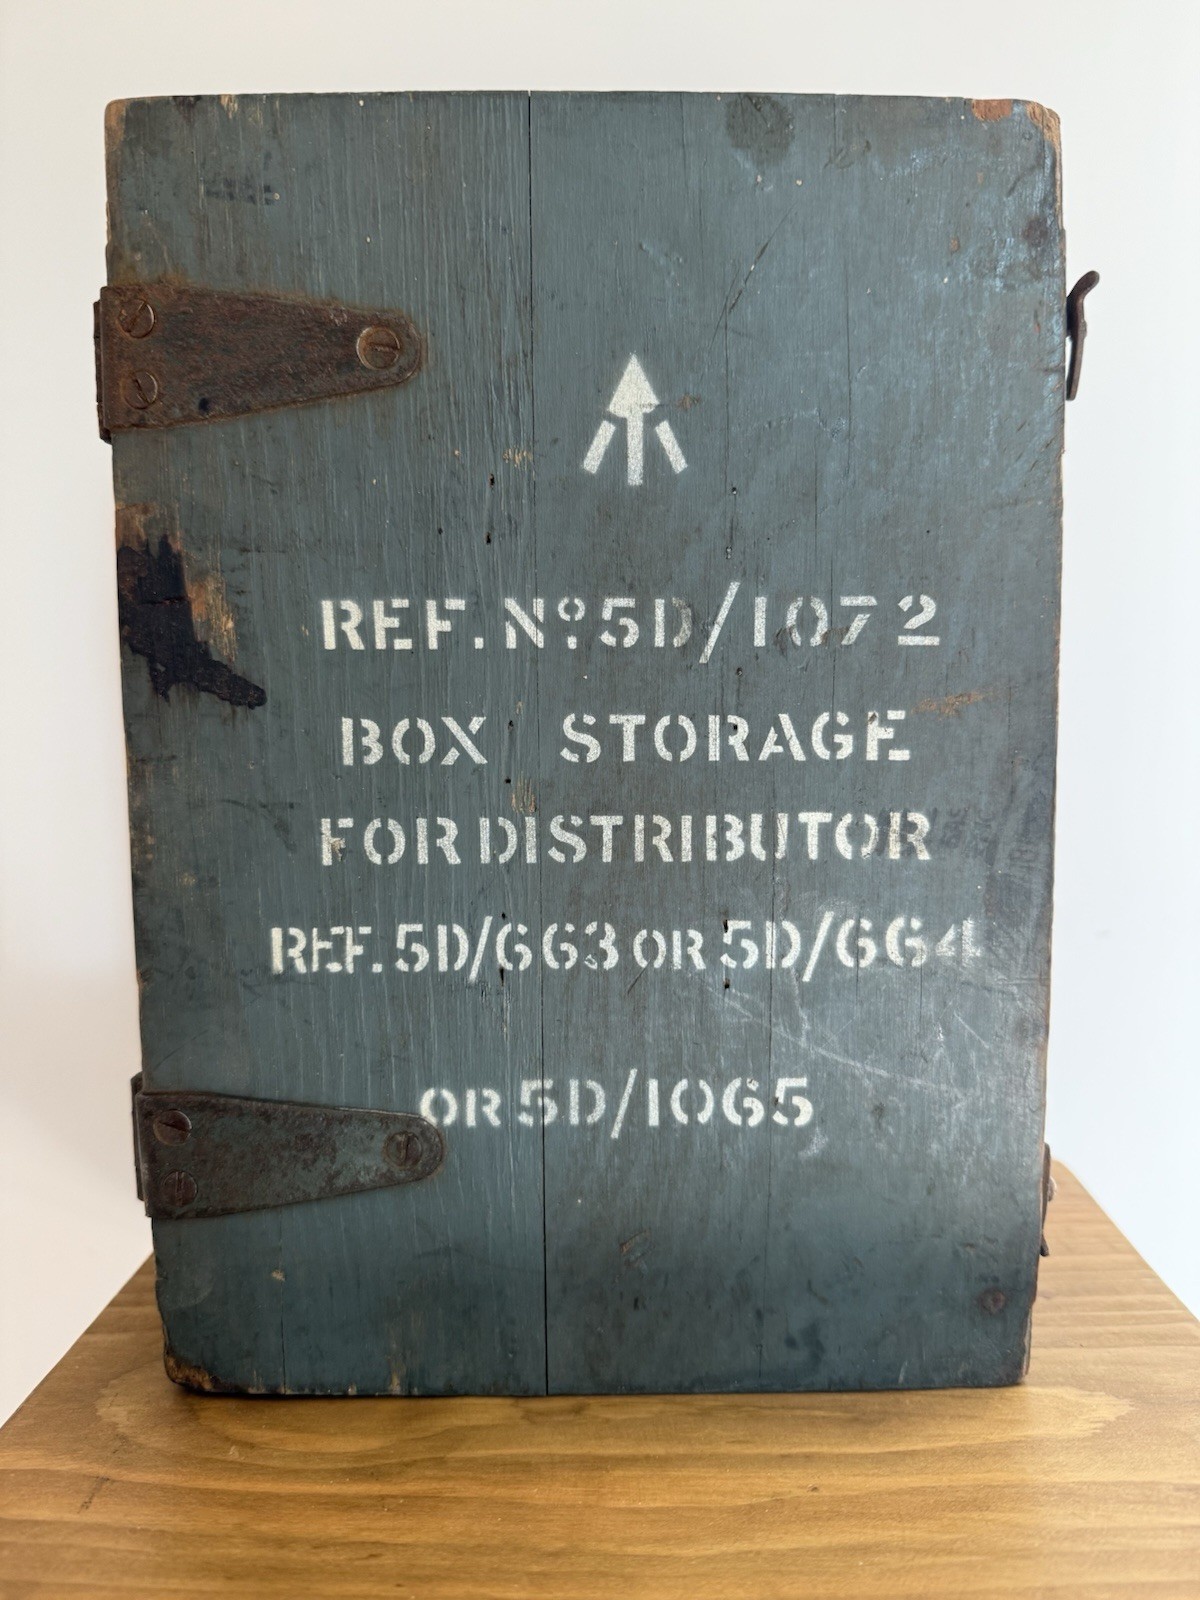 REF. Nº 5D/1072
BOX STORAGE
FOR DISTRIBUTOR
REF. 5D/663 OR 5D/664
OR 5D/1065